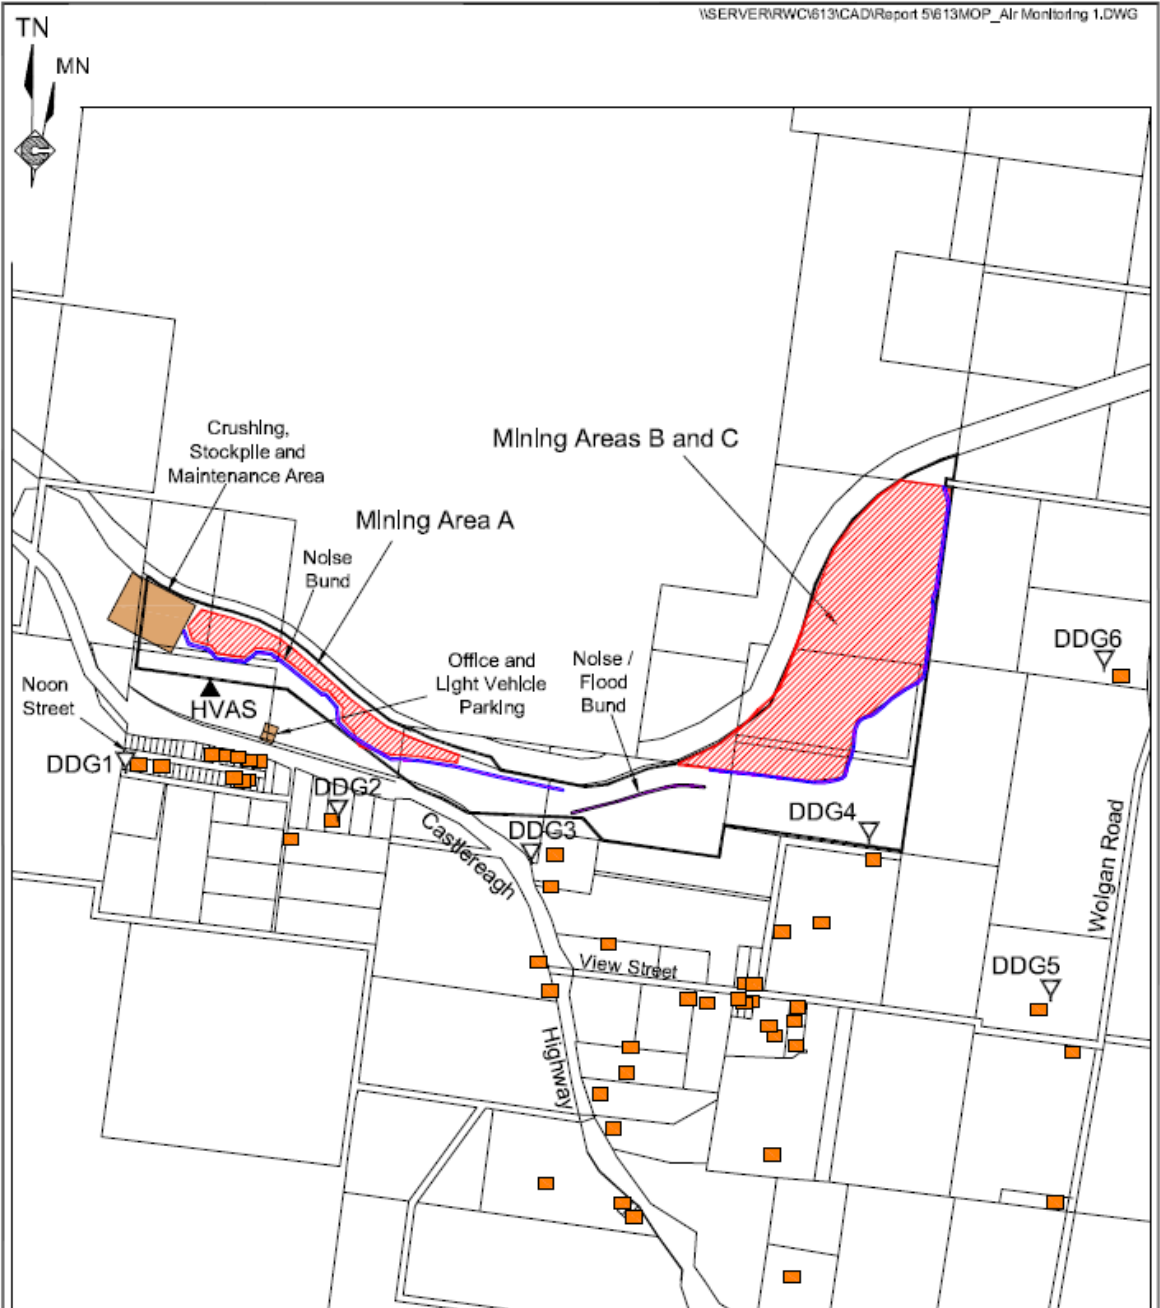 \\SERVER\RWC\613\CAD\Report 5\613MOP_Air Monitoring 1.DWG
TN
MN
Crushing,
Stockpile and
Maintenance Area
Mining Areas B and C
Mining Area A
Noise
Bund
Office and
Light Vehicle
Parking
Noise /
Flood
Bund
DDG6
Noon
Street
HVAS
DDG1
DDG2
DDG3
DDG4
Castlereagh
Wolgan Road
View Street
DDG5
Highway